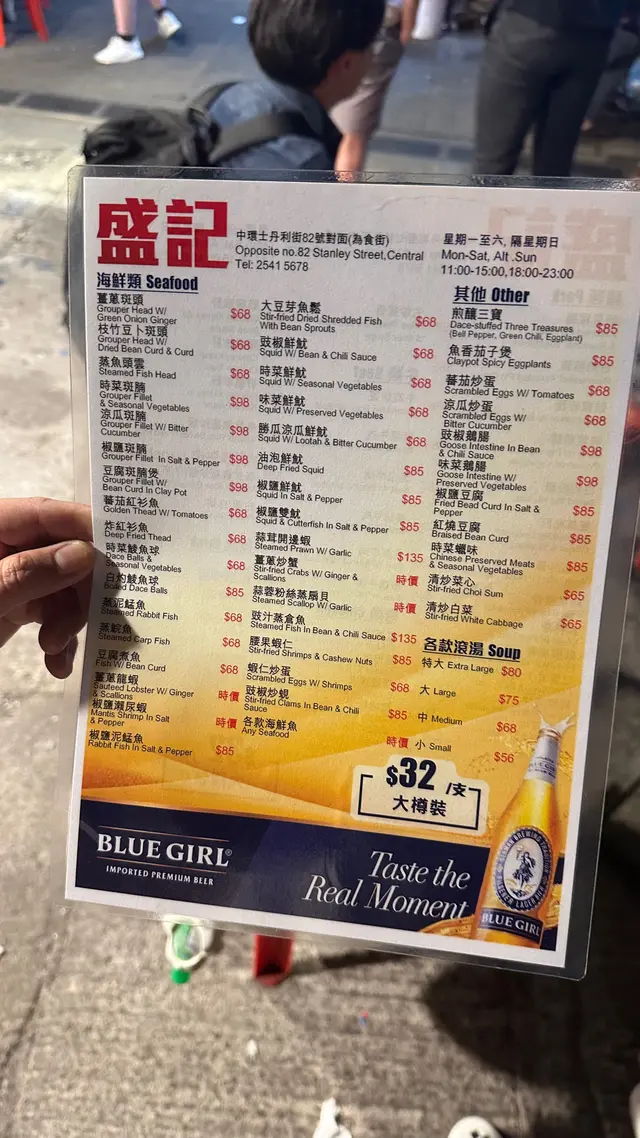 盛記
中環士丹利街82號對面(為食街)
Opposite no.82 Stanley Street,Central
Tel: 2541 5678
星期一至六, 隔星期日
Mon-Sat, Alt .Sun
11:00-15:00,18:00-23:00
海鮮類 Seafood
薑蔥斑頭
Grouper Head W/
Green Onion Ginger
$68
枝竹豆卜斑頭
Grouper Head W/
Dried Bean Curd & Curd
$68
蒸魚頭雲
Steamed Fish Head
$68
時菜斑腩
Grouper Fillet
& Seasonal Vegetables
$98
涼瓜斑腩
Grouper Fillet W/ Bitter
Cucumber
$98
椒鹽斑腩
Grouper Fillet In Salt & Pepper
$98
豆腐斑腩煲
Grouper Fillet W/
Bean Curd In Clay Pot
$98
蕃茄紅衫魚
Golden Thead W/ Tomatoes
$68
炸紅衫魚
Deep Fried Thead
$68
時菜鯪魚球
Dace Balls &
Seasonal Vegetables
$68
白灼鯪魚球
Boiled Dace Balls
$85
蒸泥鯭魚
Steamed Rabbit Fish
$68
蒸鯇魚
Steamed Carp Fish
$68
豆腐煮魚
Fish W/ Bean Curd
$68
薑蔥龍蝦
Sauteed Lobster W/ Ginger
& Scallions
時價
椒鹽瀨尿蝦
Mantis Shrimp In Salt
& Pepper
時價
椒鹽泥鯭魚
Rabbit Fish In Salt & Pepper
$85
大豆芽魚鬆
Stir-fried Dried Shredded Fish
With Bean Sprouts
$68
豉椒鮮魷
Squid W/ Bean & Chili Sauce
$68
時菜鮮魷
Squid W/ Seasonal Vegetables
$68
味菜鮮魷
Squid W/ Preserved Vegetables
$68
勝瓜涼瓜鮮魷
Squid W/ Lootah & Bitter Cucumber
$68
油泡鮮魷
Deep Fried Squid
$85
椒鹽鮮魷
Squid In Salt & Pepper
$85
椒鹽雙魷
Squid & Cutterfish In Salt & Pepper
$85
蒜茸開邊蝦
Steamed Prawn W/ Garlic
$135
薑蔥炒蟹
Stir-fried Crabs W/ Ginger &
Scallions
時價
蒜蓉粉絲蒸扇貝
Steamed Scallop W/ Garlic
時價
豉汁蒸倉魚
Steamed Fish In Bean & Chili Sauce
$135
腰果蝦仁
Stir-fried Shrimps & Cashew Nuts
$85
蝦仁炒蛋
Scrambled Eggs W/ Shrimps
$68
豉椒炒蜆
Stir-fried Clams In Bean & Chili
Sauce
$85
各款海鮮魚
Any Seafood
時價
其他 Other
煎釀三寶
Dace-stuffed Three Treasures
(Bell Pepper, Green Chili, Eggplant)
$85
魚香茄子煲
Claypot Spicy Eggplants
$85
蕃茄炒蛋
Scrambled Eggs W/ Tomatoes
$68
涼瓜炒蛋
Scrambled Eggs W/
Bitter Cucumber
$68
豉椒鵝腸
Goose Intestine In Bean
& Chili Sauce
$98
味菜鵝腸
Goose Intestine W/
Preserved Vegetables
$98
椒鹽豆腐
Fried Bead Curd In Salt &
Pepper
$85
紅燒豆腐
Braised Bean Curd
$85
時菜蠟味
Chinese Preserved Meats
& Seasonal Vegetables
$85
清炒菜心
Stir-fried Choi Sum
$65
清炒白菜
Stir-fried White Cabbage
$65
各款滾湯 Soup
特大 Extra Large $80
大 Large $75
中 Medium $68
小 Small $56
$32 /支
大樽裝
BLUE GIRL®
IMPORTED PREMIUM BEER
Taste the
Real Moment
BLUE GIRL